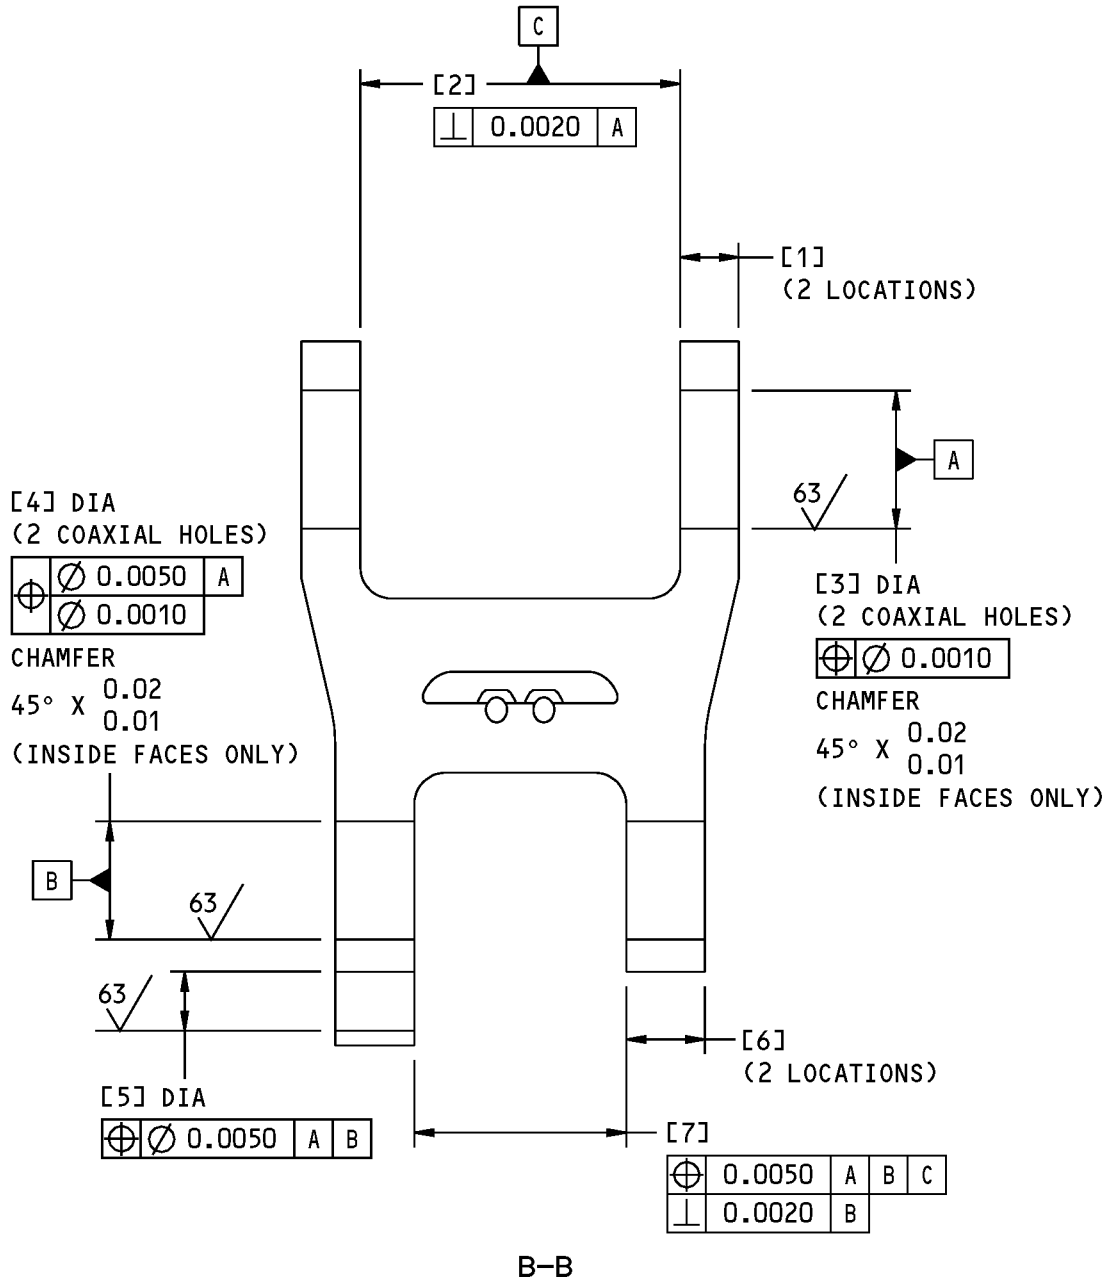 C
[2]
⊥ 0.0020 A
[1]
(2 LOCATIONS)
A
63
[4] DIA
(2 COAXIAL HOLES)
⌖ ∅ 0.0050 A
∅ 0.0010
CHAMFER
45° X 0.02
0.01
(INSIDE FACES ONLY)
[3] DIA
(2 COAXIAL HOLES)
⌖ ∅ 0.0010
CHAMFER
45° X 0.02
0.01
(INSIDE FACES ONLY)
B
63
63
[5] DIA
⌖ ∅ 0.0050 A B
[6]
(2 LOCATIONS)
[7]
⌖ 0.0050 A B C
⊥ 0.0020 B
B-B